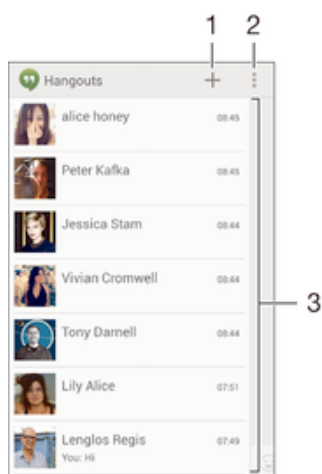 1 2
Hangouts
alice honey 08:45
Peter Kafka 08:45
Jessica Stam 08:44
Vivian Cromwell 08:44
3
Tony Darnell 08:44
Lily Alice 07:51
Lenglos Regis 07:49
You: Hi